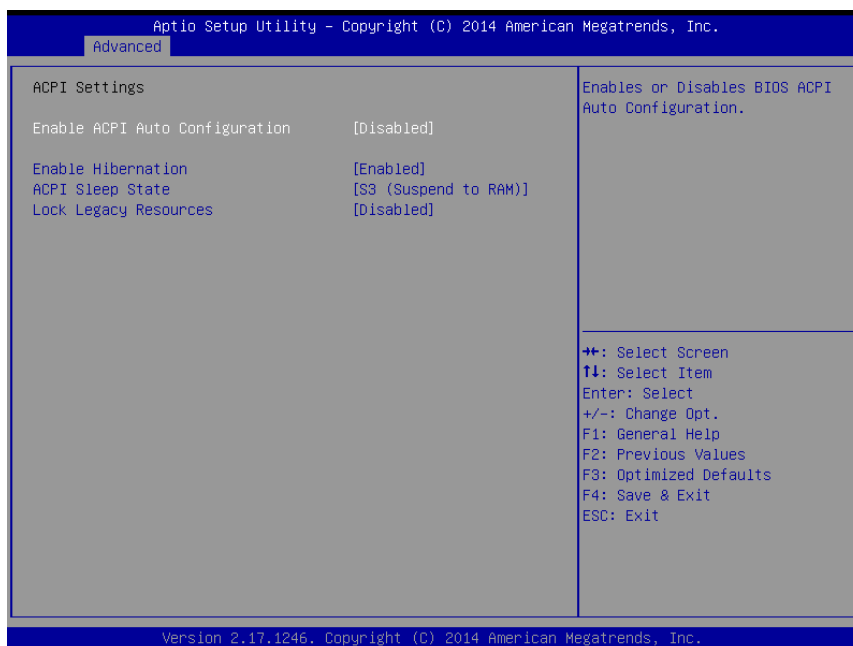 Aptio Setup Utility – Copyright (C) 2014 American Megatrends, Inc.
Advanced
ACPI Settings
Enable ACPI Auto Configuration [Disabled]
Enable Hibernation [Enabled]
ACPI Sleep State [S3 (Suspend to RAM)]
Lock Legacy Resources [Disabled]
Enables or Disables BIOS ACPI
Auto Configuration.
→←: Select Screen
↑↓: Select Item
Enter: Select
+/-: Change Opt.
F1: General Help
F2: Previous Values
F3: Optimized Defaults
F4: Save & Exit
ESC: Exit
Version 2.17.1246. Copyright (C) 2014 American Megatrends, Inc.